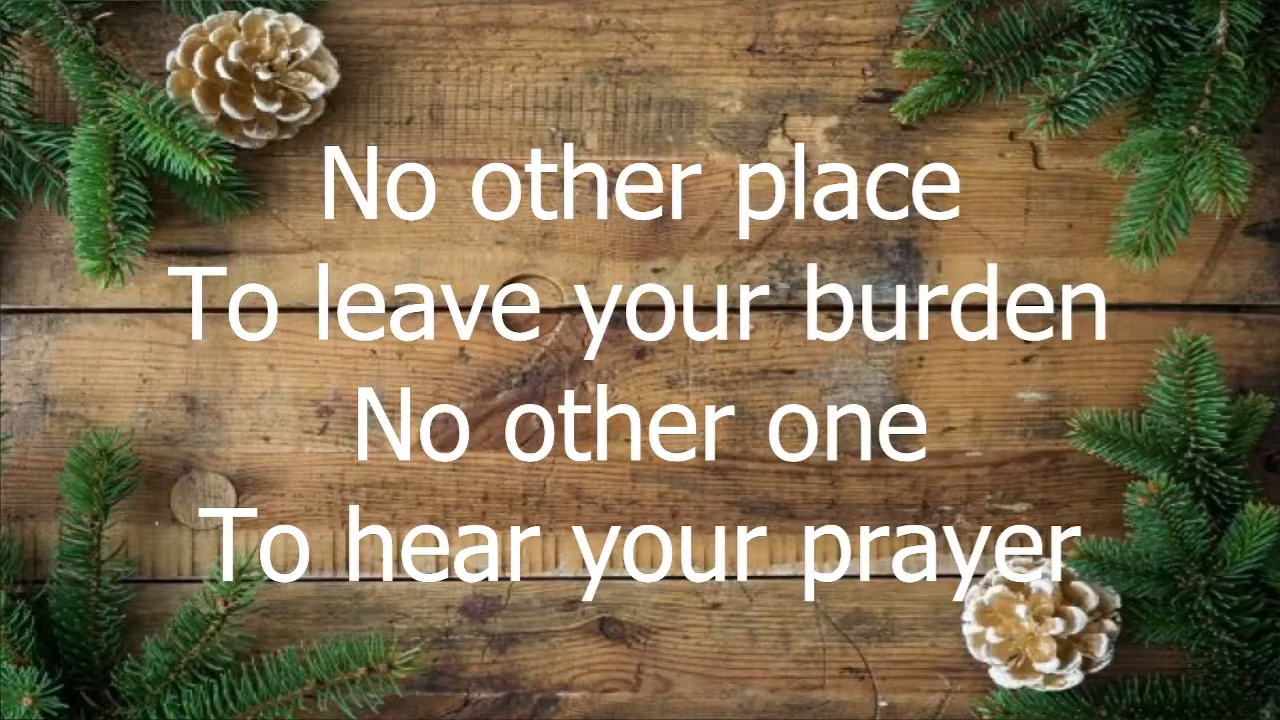 No other place
To leave your burden
No other one
To hear your prayer